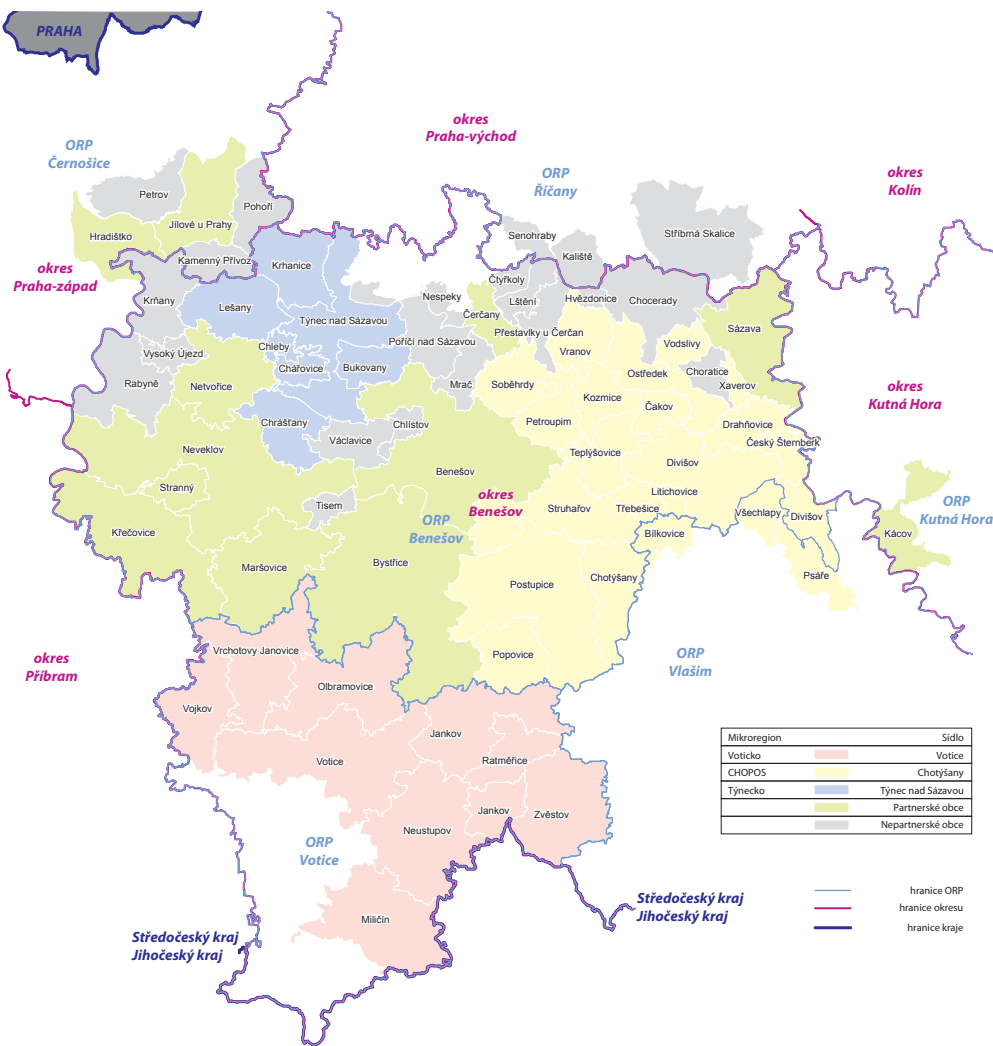 PRAHA
okres
Praha-východ
ORP
Černošice
ORP
Říčany
okres
Kolín
Petrov
Pohoří
Jílové u Prahy
Hradištko
Senohraby
Stříbrná Skalice
Kaliště
Kamenný Přívoz
Krhanice
okres
Praha-západ
Krňany
Čtyřkoly
Nespeky
Lštění
Hvězdonice
Chocerady
Lešany
Čerčany
Týnec nad Sázavou
Přestavlky u Čerčan
Sázava
Poříčí nad Sázavou
Chleby
Vranov
Vodslivy
Vysoký Újezd
Chářovice
Bukovany
Ostředek
Choratice
Rabyně
Netvořice
Mrač
Soběhrdy
Xaverov
okres
Kutná Hora
Kozmice
Čakov
Chrášťany
Chlístov
Petroupim
Drahňovice
Václavice
Český Šternberk
Neveklov
Teplýšovice
Benešov
Divišov
Stranný
okres
Benešov
Litichovice
Tisem
Struhařov
Třebešice
Všechlapy
Divišov
ORP
Kutná Hora
ORP
Benešov
Křečovice
Bílkovice
Kácov
Bystřice
Maršovice
Postupice
Chotýšany
Psáře
Vrchotovy Janovice
Popovice
ORP
Vlašim
okres
Příbram
Olbramovice
Vojkov
Jankov
Votice
Ratměřice
Mikroregion Sídlo
Voticko Votice
CHOPOS Chotýšany
Týnecko Týnec nad Sázavou
Partnerské obce
Nepartnerské obce
Jankov
Zvěstov
Neustupov
ORP
Votice
hranice ORP
hranice okresu
hranice kraje
Středočeský kraj
Jihočeský kraj
Miličín
Středočeský kraj
Jihočeský kraj